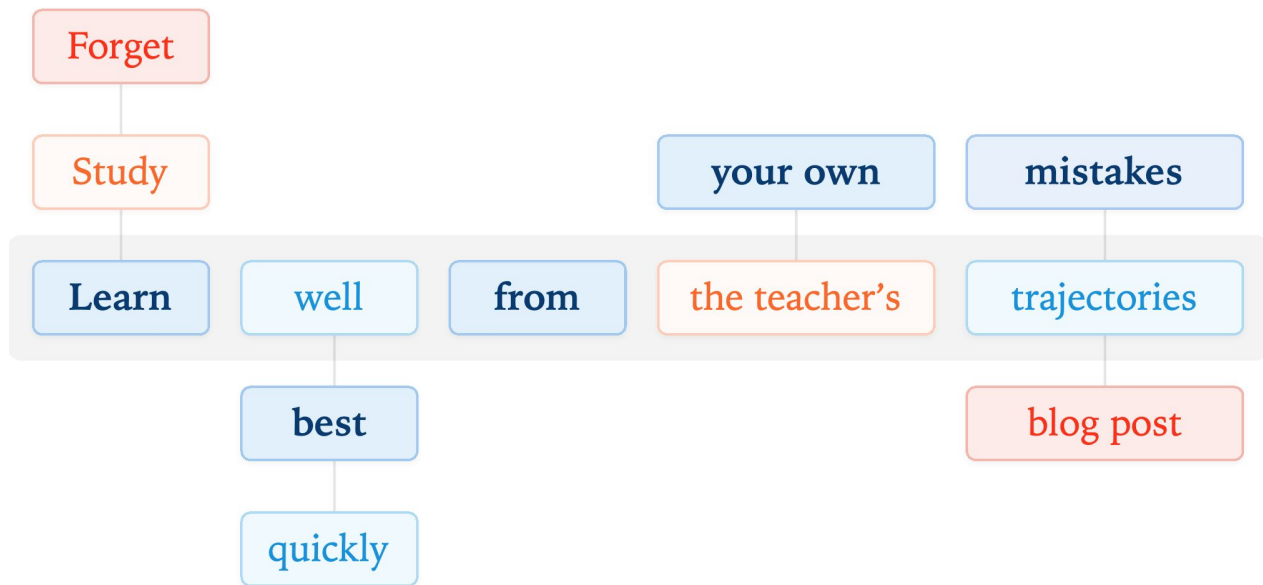 Forget
Study
your own
mistakes
Learn
well
from
the teacher’s
trajectories
best
blog post
quickly